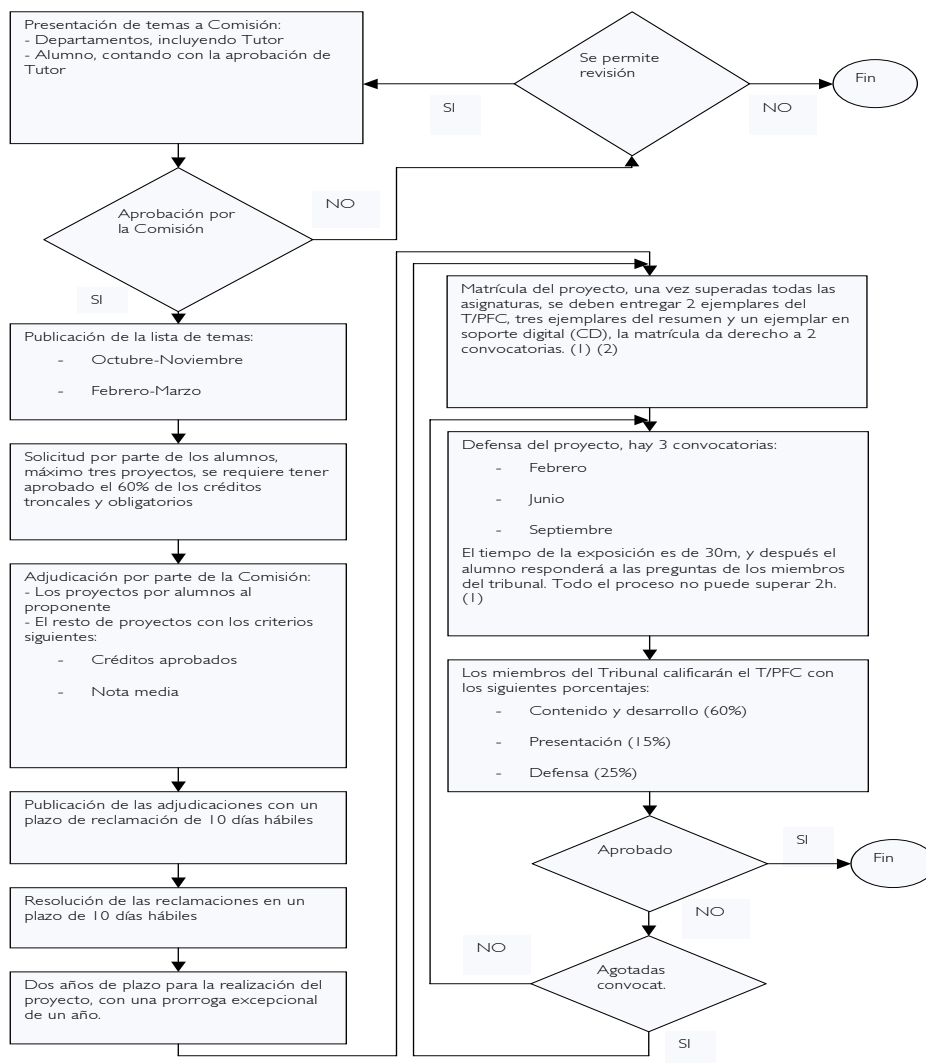 Presentación de temas a Comisión:
- Departamentos, incluyendo Tutor
- Alumno, contando con la aprobación de
Tutor
Se permite
revisión
Fin
SI
NO
Aprobación por
la Comisión
NO
SI
Publicación de la lista de temas:
- Octubre-Noviembre
- Febrero-Marzo
Solicitud por parte de los alumnos,
máximo tres proyectos, se requiere tener
aprobado el 60% de los créditos
troncales y obligatorios
Adjudicación por parte de la Comisión:
- Los proyectos por alumnos al
proponente
- El resto de proyectos con los criterios
siguientes:
- Créditos aprobados
- Nota media
Publicación de las adjudicaciones con un
plazo de reclamación de 10 días hábiles
Resolución de las reclamaciones en un
plazo de 10 días hábiles
Dos años de plazo para la realización del
proyecto, con una prorroga excepcional
de un año.
Matrícula del proyecto, una vez superadas todas las
asignaturas, se deben entregar 2 ejemplares del
T/PFC, tres ejemplares del resumen y un ejemplar en
soporte digital (CD), la matrícula da derecho a 2
convocatorias. (1) (2)
Defensa del proyecto, hay 3 convocatorias:
- Febrero
- Junio
- Septiembre
El tiempo de la exposición es de 30m, y después el
alumno responderá a las preguntas de los miembros
del tribunal. Todo el proceso no puede superar 2h.
(1)
Los miembros del Tribunal calificarán el T/PFC con
los siguientes porcentajes:
- Contenido y desarrollo (60%)
- Presentación (15%)
- Defensa (25%)
Aprobado
SI
Fin
NO
NO
Agotadas
convocat.
SI